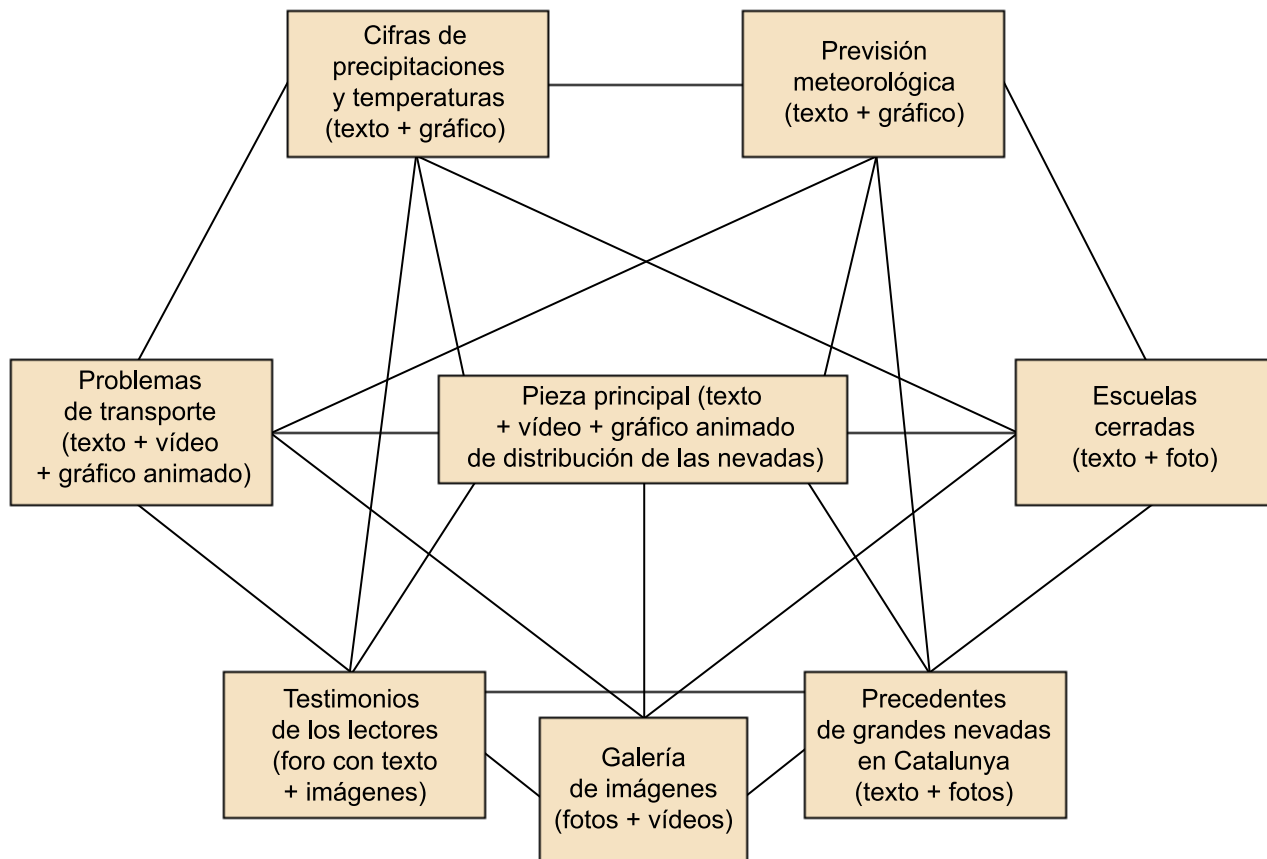 Cifras de
precipitaciones
y temperaturas
(texto + gráfico)
Previsión
meteorológica
(texto + gráfico)
Problemas
de transporte
(texto + vídeo
+ gráfico animado)
Pieza principal (texto
+ vídeo + gráfico animado
de distribución de las nevadas)
Escuelas
cerradas
(texto + foto)
Testimonios
de los lectores
(foro con texto
+ imágenes)
Galería
de imágenes
(fotos + vídeos)
Precedentes
de grandes nevadas
en Catalunya
(texto + fotos)